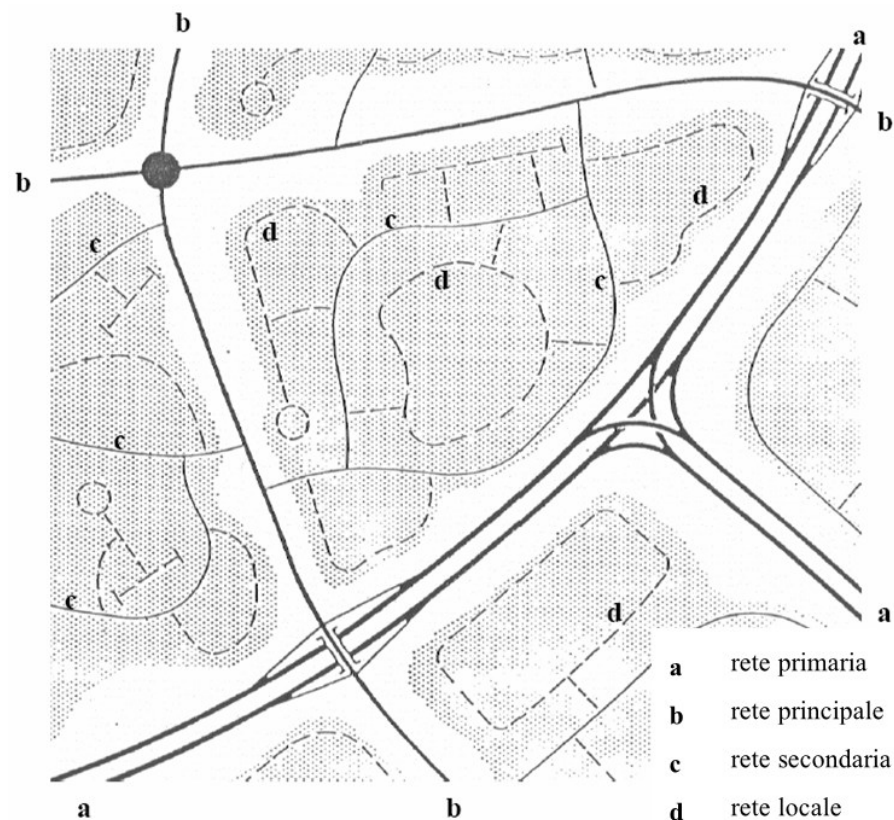 b
a
b
b
c
d
c
d
d
c
c
c
d
a
a rete primaria
b rete principale
c rete secondaria
d rete locale
a
b